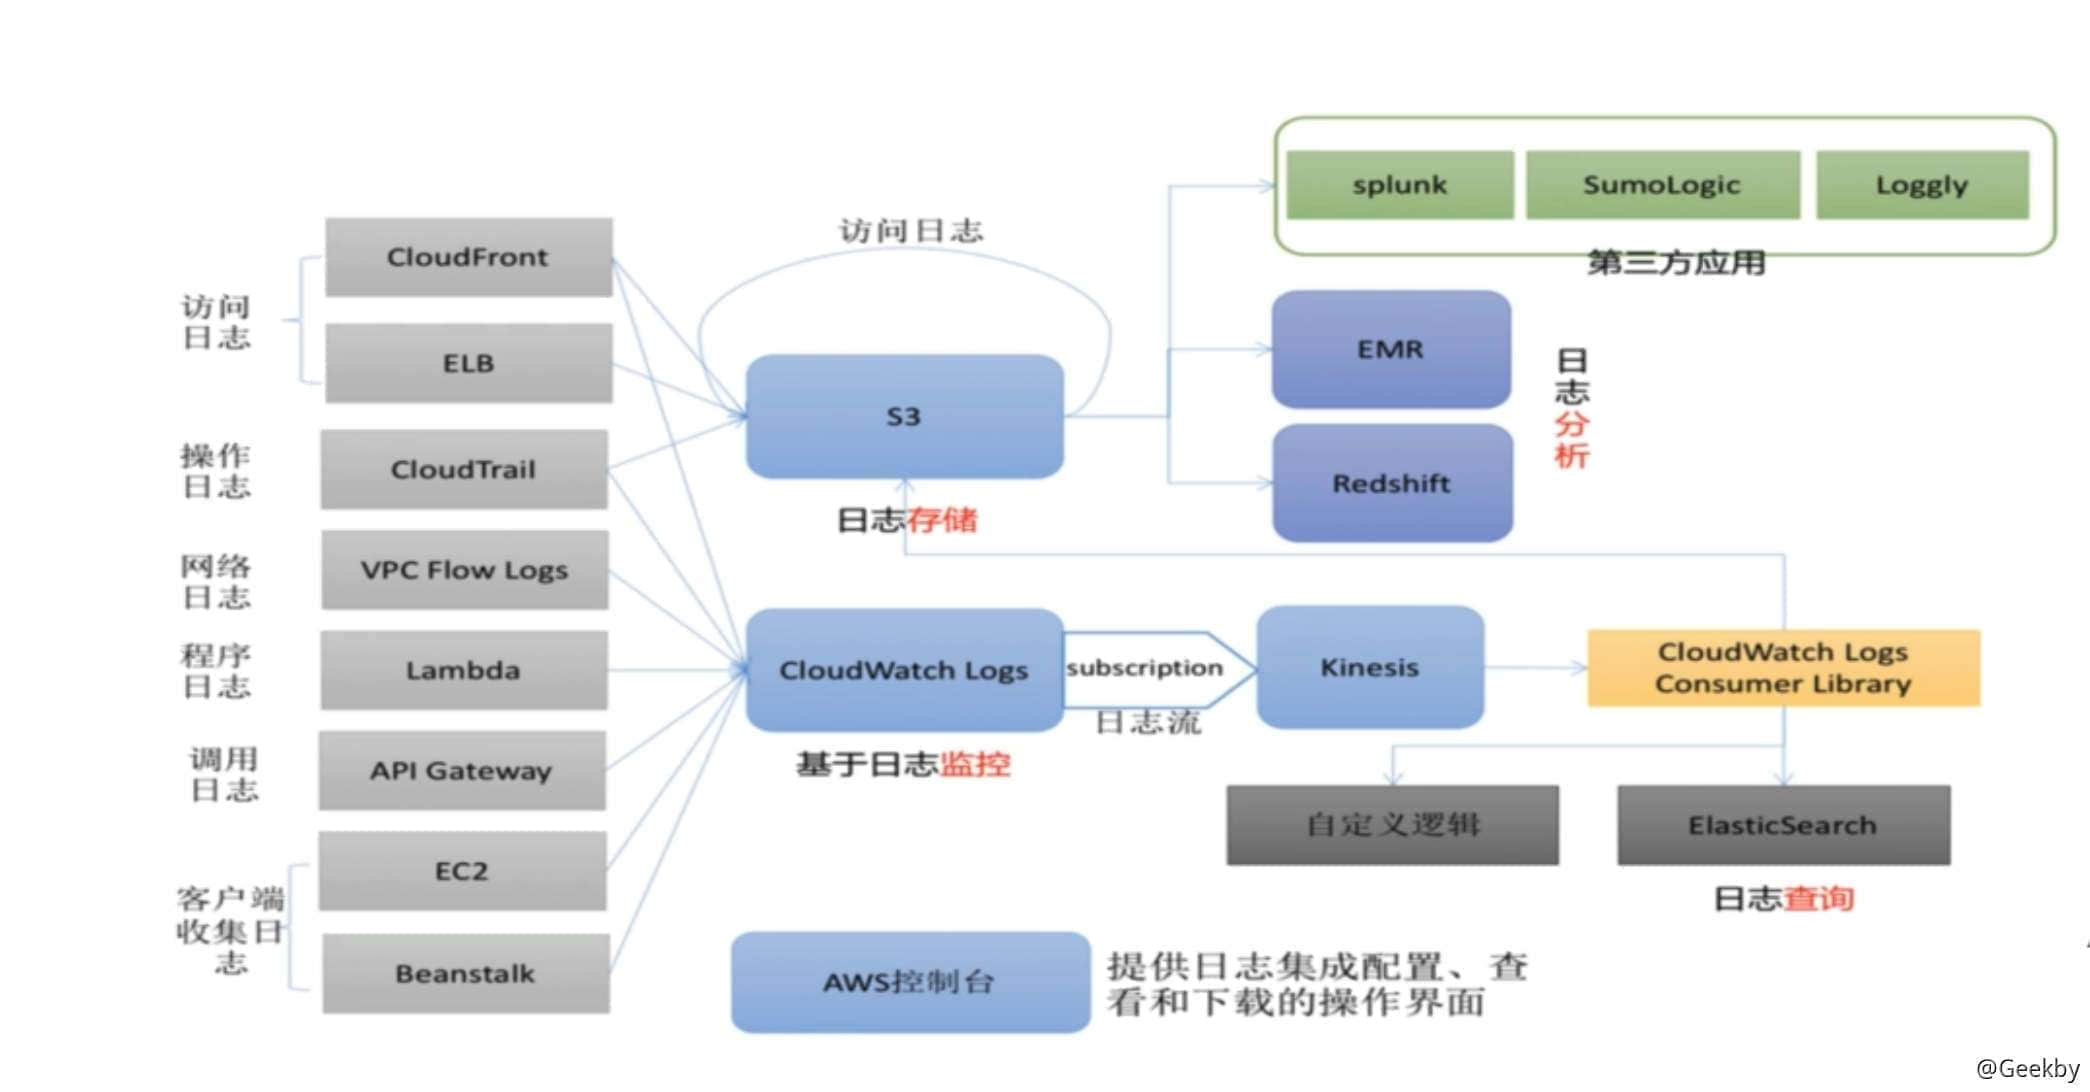 访问
日志
CloudFront
ELB
操作
日志
CloudTrail
网络
日志
VPC Flow Logs
程序
日志
Lambda
调用
日志
API Gateway
客户端
收集日
志
EC2
Beanstalk
访问日志
S3
日志存储
CloudWatch Logs
基于日志监控
subscription
日志流
Kinesis
CloudWatch Logs
Consumer Library
splunk
SumoLogic
Loggly
第三方应用
EMR
Redshift
日
志
分
析
自定义逻辑
ElasticSearch
日志查询
AWS控制台
提供日志集成配置、查
看和下载的操作界面
@Geekby